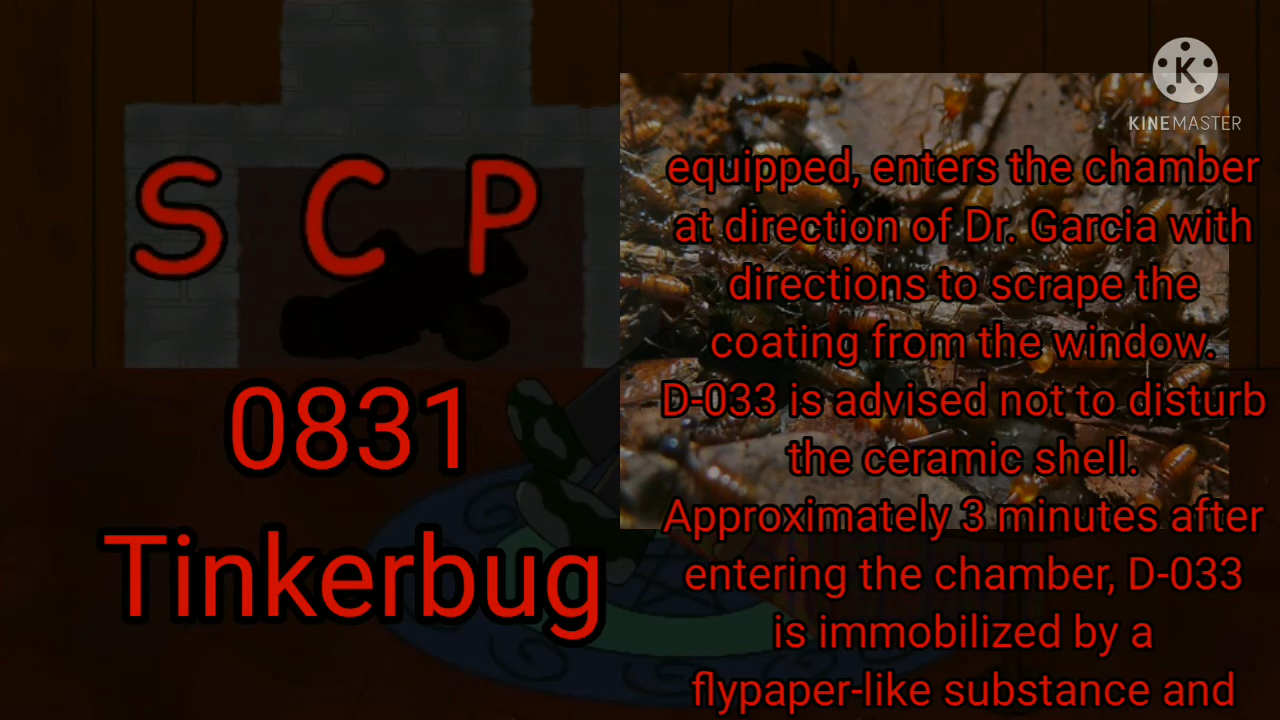 S C P
0831
Tinkerbug
K
KINEMASTER
equipped, enters the chamber
at direction of Dr. Garcia with
directions to scrape the
coating from the window.
D-033 is advised not to disturb
the ceramic shell.
Approximately 3 minutes after
entering the chamber, D-033
is immobilized by a
flypaper-like substance and